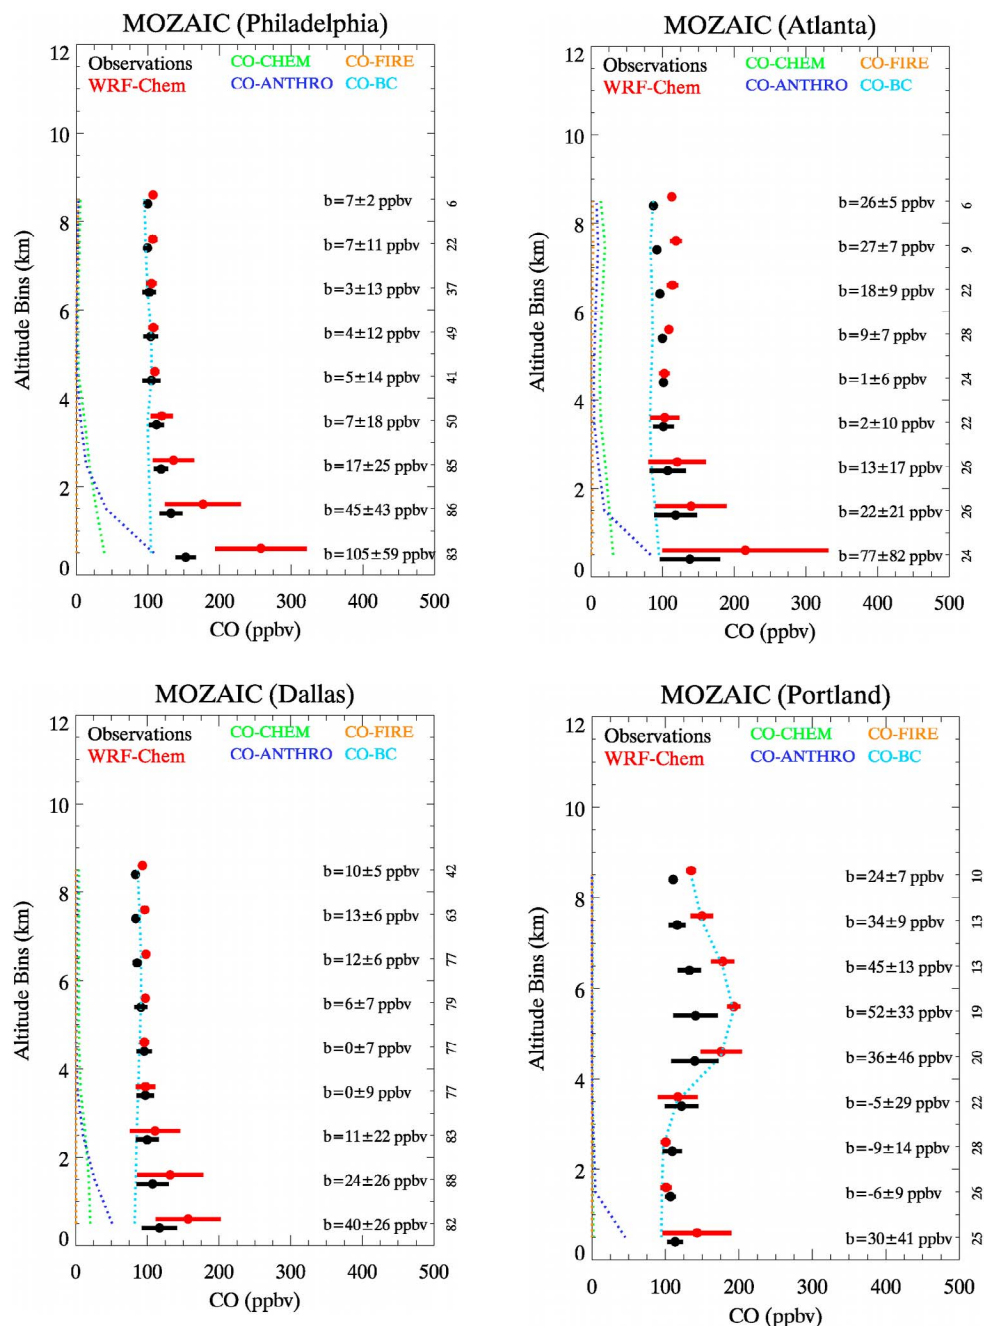 MOZAIC (Philadelphia)
12
Observations CO-CHEM CO-FIRE
WRF-Chem CO-ANTHRO CO-BC
10
b=7±2 ppbv 6
8
b=7±11 ppbv 22
b=3±13 ppbv 37
6
b=4±12 ppbv 49
b=5±14 ppbv 41
4
b=7±18 ppbv 50
b=17±25 ppbv 85
2
b=45±43 ppbv 86
b=105±59 ppbv 83
0
Altitude Bins (km)
0 100 200 300 400 500
CO (ppbv)
MOZAIC (Atlanta)
12
Observations CO-CHEM CO-FIRE
WRF-Chem CO-ANTHRO CO-BC
10
b=26±5 ppbv 6
8
b=27±7 ppbv 9
b=18±9 ppbv 22
6
b=9±7 ppbv 28
b=1±6 ppbv 24
4
b=2±10 ppbv 22
b=13±17 ppbv 26
2
b=22±21 ppbv 26
b=77±82 ppbv 24
0
Altitude Bins (km)
0 100 200 300 400 500
CO (ppbv)
MOZAIC (Dallas)
12
Observations CO-CHEM CO-FIRE
WRF-Chem CO-ANTHRO CO-BC
10
b=10±5 ppbv 42
8
b=13±6 ppbv 63
b=12±6 ppbv 77
6
b=6±7 ppbv 79
b=0±7 ppbv 77
4
b=0±9 ppbv 77
b=11±22 ppbv 83
2
b=24±26 ppbv 88
b=40±26 ppbv 82
0
Altitude Bins (km)
0 100 200 300 400 500
CO (ppbv)
MOZAIC (Portland)
12
Observations CO-CHEM CO-FIRE
WRF-Chem CO-ANTHRO CO-BC
10
b=24±7 ppbv 10
8
b=34±9 ppbv 13
b=45±13 ppbv 13
6
b=52±33 ppbv 19
b=36±46 ppbv 20
4
b=-5±29 ppbv 22
b=-9±14 ppbv 28
2
b=-6±9 ppbv 26
b=30±41 ppbv 25
0
Altitude Bins (km)
0 100 200 300 400 500
CO (ppbv)